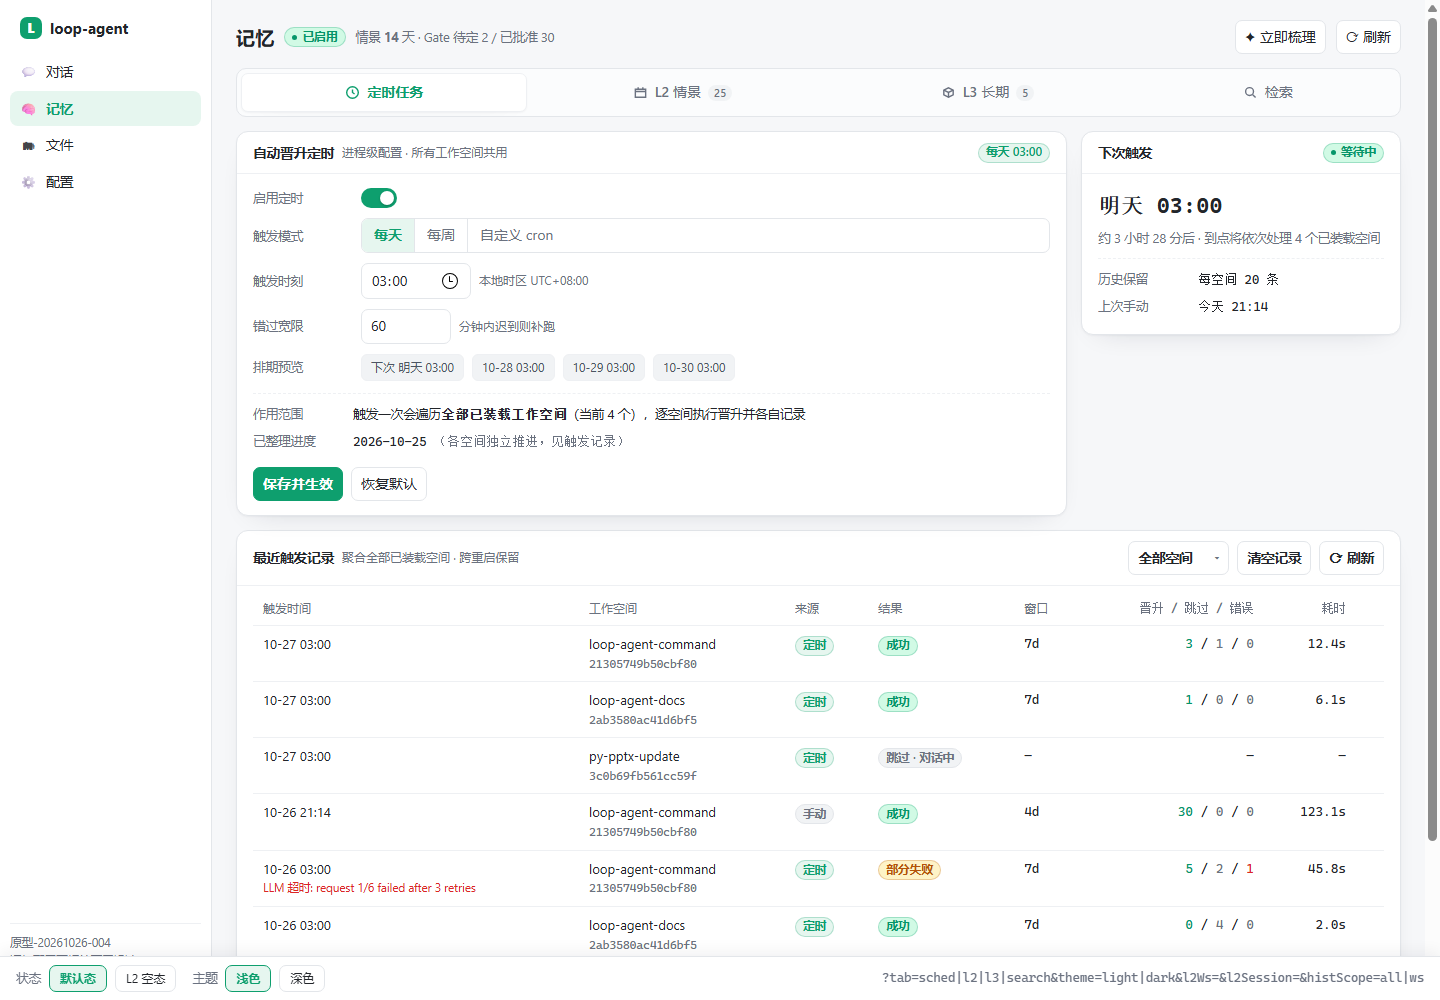 L loop-agent
对话
记忆
文件
配置
原型-20261026-004
记忆 已启用 情景 14 天 · Gate 待定 2 / 已批准 30
立即梳理 刷新
定时任务 L2 情景 25 L3 长期 5 检索
自动晋升定时 进程级配置 · 所有工作空间共用 每天 03:00
启用定时
触发模式 每天 每周 自定义 cron
触发时刻 03:00 本地时区 UTC+08:00
错过宽限 60 分钟内迟到则补跑
排期预览 下次 明天 03:00 10-28 03:00 10-29 03:00 10-30 03:00
作用范围 触发一次会遍历全部已装载工作空间（当前 4 个），逐空间执行晋升并各自记录
已整理进度 2026-10-25 （各空间独立推进，见触发记录）
保存并生效 恢复默认
下次触发 等待中
明天 03:00
约 3 小时 28 分后 · 到点将依次处理 4 个已装载空间
历史保留 每空间 20 条
上次手动 今天 21:14
最近触发记录 聚合全部已装载空间 · 跨重启保留 全部空间 清空记录 刷新
触发时间 工作空间 来源 结果 窗口 晋升 / 跳过 / 错误 耗时
10-27 03:00 loop-agent-command 定时 成功 7d 3 / 1 / 0 12.4s
21305749b50cbf80
10-27 03:00 loop-agent-docs 定时 成功 7d 1 / 0 / 0 6.1s
2ab3580ac41d6bf5
10-27 03:00 py-pptx-update 定时 跳过 · 对话中 — — —
3c0b69fb561cc59f
10-26 21:14 loop-agent-command 手动 成功 4d 30 / 0 / 0 123.1s
21305749b50cbf80
10-26 03:00 loop-agent-command 定时 部分失败 7d 5 / 2 / 1 45.8s
LLM 超时: request 1/6 failed after 3 retries 21305749b50cbf80
10-26 03:00 loop-agent-docs 定时 成功 7d 0 / 4 / 0 2.0s
2ab3580ac41d6bf5
状态 默认态 L2 空态 主题 浅色 深色 ?tab=sched|l2|l3|search&theme=light|dark&l2Ws=&l2Session=&histScope=all|ws